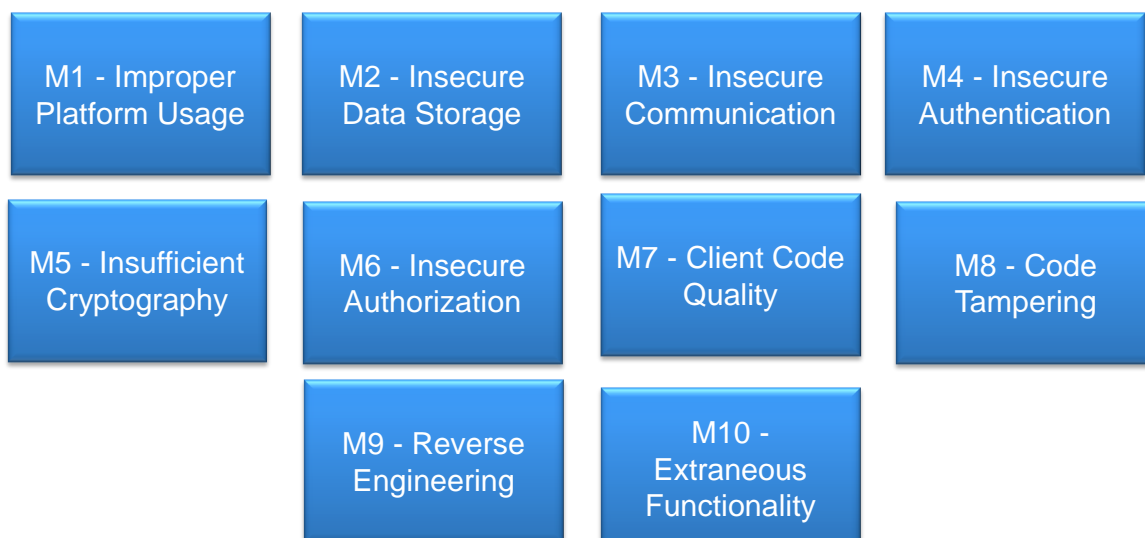 M1 - Improper
Platform Usage
M2 - Insecure
Data Storage
M3 - Insecure
Communication
M4 - Insecure
Authentication
M5 - Insufficient
Cryptography
M6 - Insecure
Authorization
M7 - Client Code
Quality
M8 - Code
Tampering
M9 - Reverse
Engineering
M10 -
Extraneous
Functionality